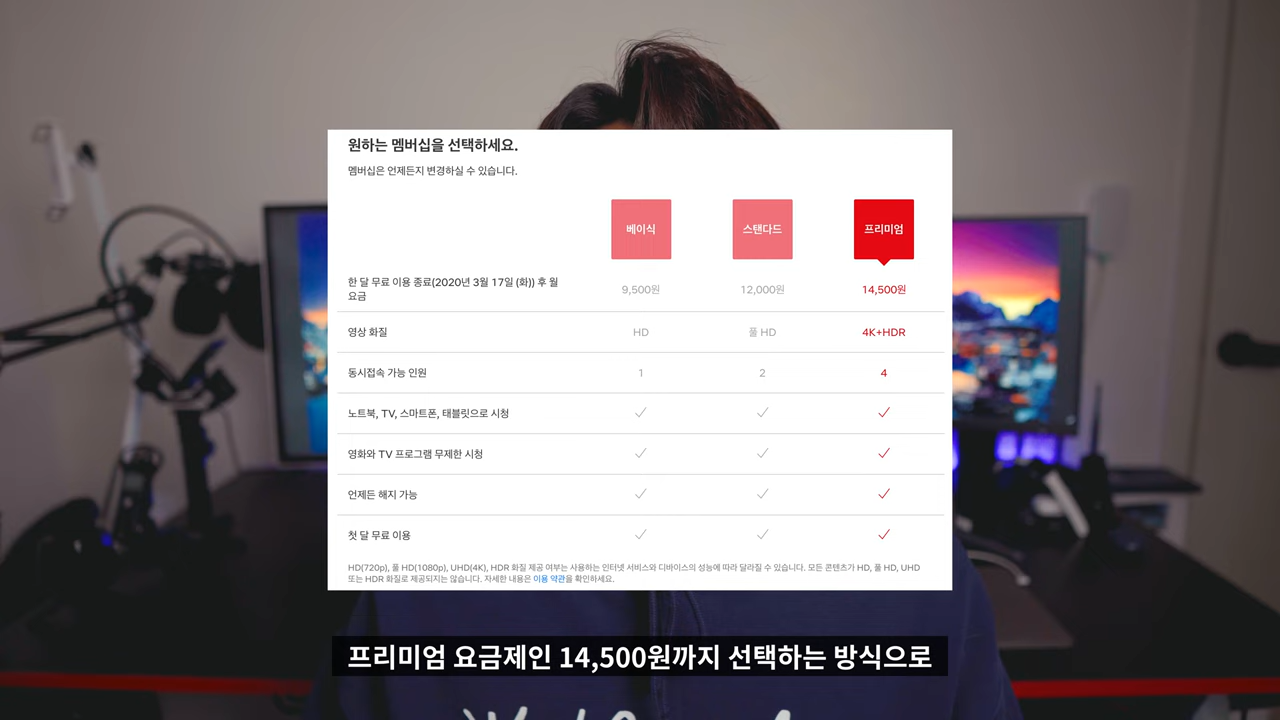 원하는 멤버십을 선택하세요.
멤버십은 언제든지 변경하실 수 있습니다.
베이식 스탠다드 프리미엄
한 달 무료 이용 종료(2020년 3월 17일 (화)) 후 월
요금
9,500원 12,000원 14,500원
영상 화질 HD 풀 HD 4K+HDR
동시접속 가능 인원 1 2 4
노트북, TV, 스마트폰, 태블릿으로 시청
영화와 TV 프로그램 무제한 시청
언제든 해지 가능
첫 달 무료 이용
HD(720p), 풀 HD(1080p), UHD(4K), HDR 화질 제공 여부는 사용하는 인터넷 서비스와 디바이스의 성능에 따라 달라질 수 있습니다. 모든 콘텐츠가 HD, 풀 HD, UHD
또는 HDR 화질로 제공되지는 않습니다. 자세한 내용은 이용 약관을 확인하세요.
프리미엄 요금제인 14,500원까지 선택하는 방식으로